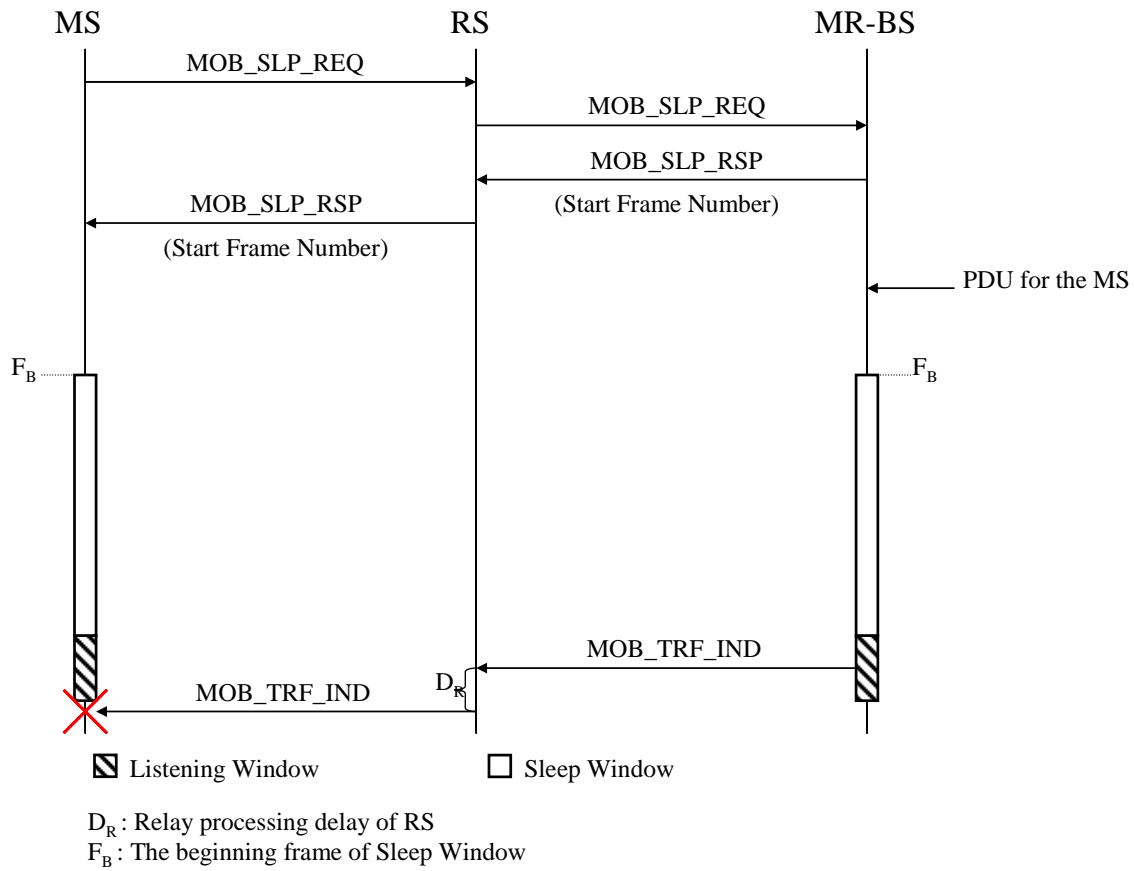 MS RS MR-BS
MOB_SLP_REQ
MOB_SLP_REQ
MOB_SLP_RSP
(Start Frame Number)
MOB_SLP_RSP
(Start Frame Number)
PDU for the MS
F_B F_B
MOB_TRF_IND
D_R
MOB_TRF_IND
Listening Window Sleep Window
D_R : Relay processing delay of RS
F_B : The beginning frame of Sleep Window